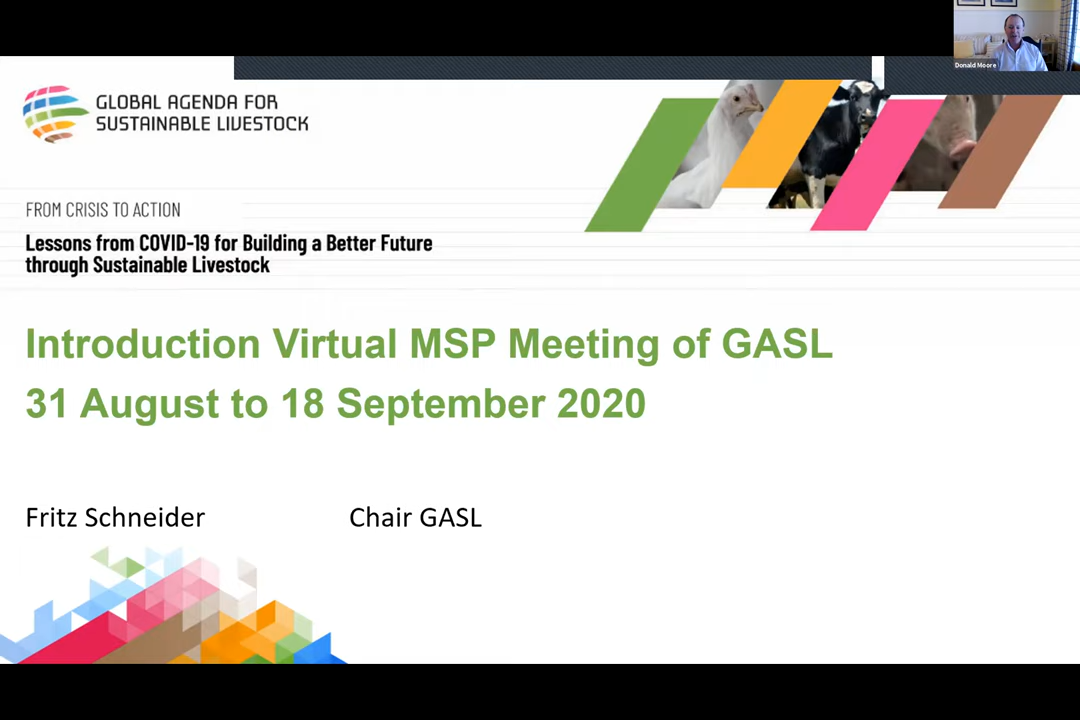 Donald Moore
GLOBAL AGENDA FOR
SUSTAINABLE LIVESTOCK
FROM CRISIS TO ACTION
Lessons from COVID-19 for Building a Better Future
through Sustainable Livestock
Introduction Virtual MSP Meeting of GASL
31 August to 18 September 2020
Fritz Schneider Chair GASL